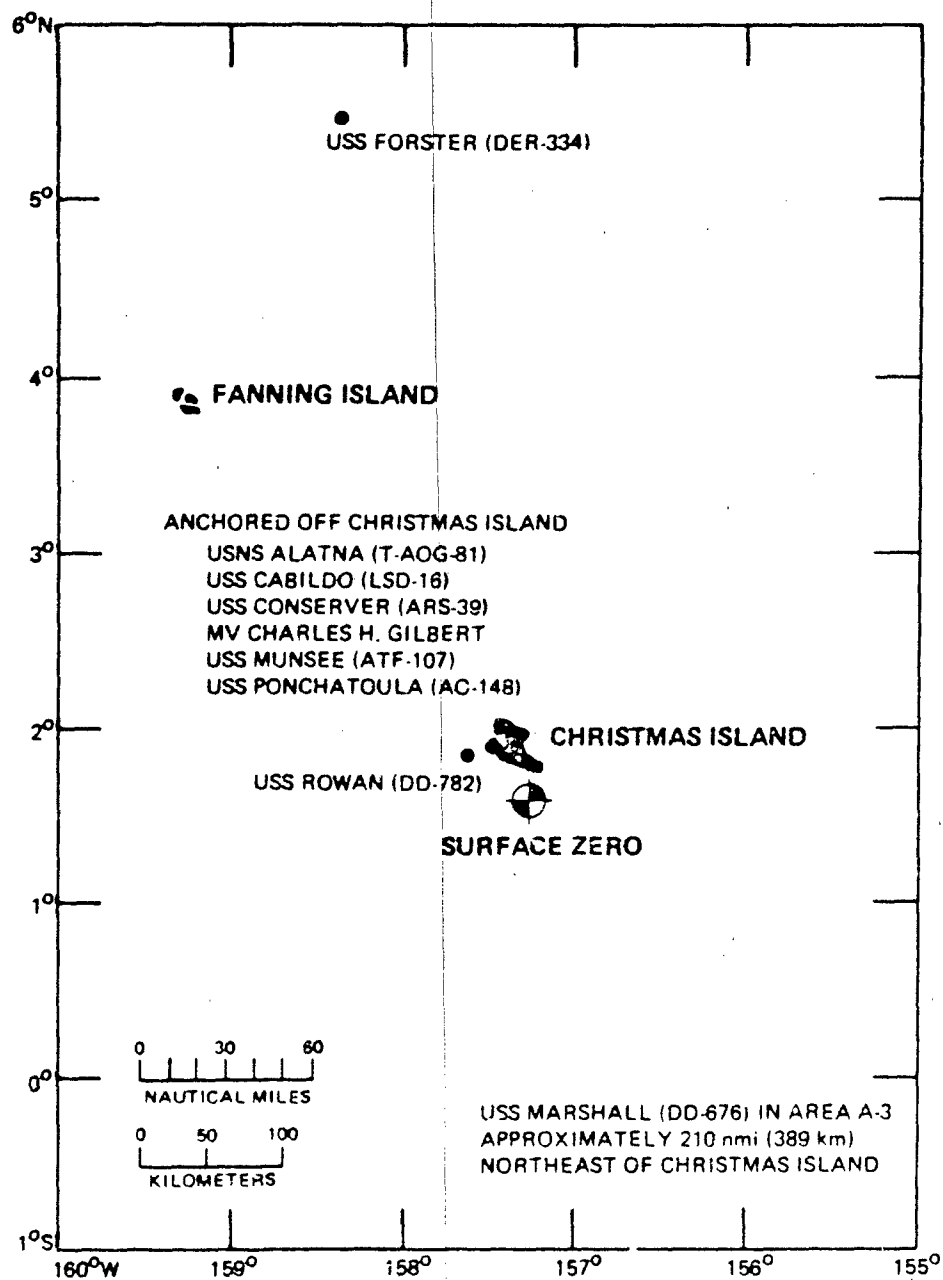 6°N
USS FORSTER (DER-334)
5°
4°
FANNING ISLAND
ANCHORED OFF CHRISTMAS ISLAND
3°
USNS ALATNA (T-AOG-81)
USS CABILDO (LSD-16)
USS CONSERVER (ARS-39)
MV CHARLES H. GILBERT
USS MUNSEE (ATF-107)
USS PONCHATOULA (AC-148)
2°
CHRISTMAS ISLAND
USS ROWAN (DD-782)
SURFACE ZERO
1°
0 30 60
NAUTICAL MILES
0°
0 50 100
KILOMETERS
USS MARSHALL (DD-676) IN AREA A-3
APPROXIMATELY 210 nmi (389 km)
NORTHEAST OF CHRISTMAS ISLAND
1°S
160°W 159° 158° 157° 156° 155°